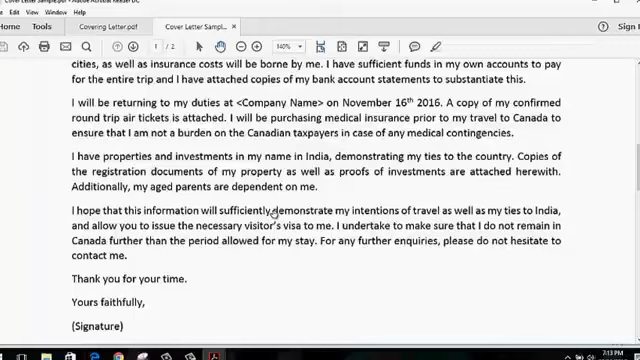 Cover Letter Sample.pdf - Adobe Acrobat Reader DC
File Edit View Window Help
Home Tools Covering Letter.pdf Cover Letter Sampl... × Sign In
1 / 2 140%
cities, as well as insurance costs will be borne by me. I have sufficient funds in my own accounts to pay
for the entire trip and I have attached copies of my bank account statements to substantiate this.
I will be returning to my duties at <Company Name> on November 16th 2016. A copy of my confirmed
round trip air tickets is attached. I will be purchasing medical insurance prior to my travel to Canada to
ensure that I am not a burden on the Canadian taxpayers in case of any medical contingencies.
I have properties and investments in my name in India, demonstrating my ties to the country. Copies of
the registration documents of my property as well as proofs of investments are attached herewith.
Additionally, my aged parents are dependent on me.
I hope that this information will sufficiently demonstrate my intentions of travel as well as my ties to India,
and allow you to issue the necessary visitor's visa to me. I undertake to make sure that I do not remain in
Canada further than the period allowed for my stay. For any further enquiries, please do not hesitate to
contact me.
Thank you for your time.
Yours faithfully,
(Signature)
7:13 PM